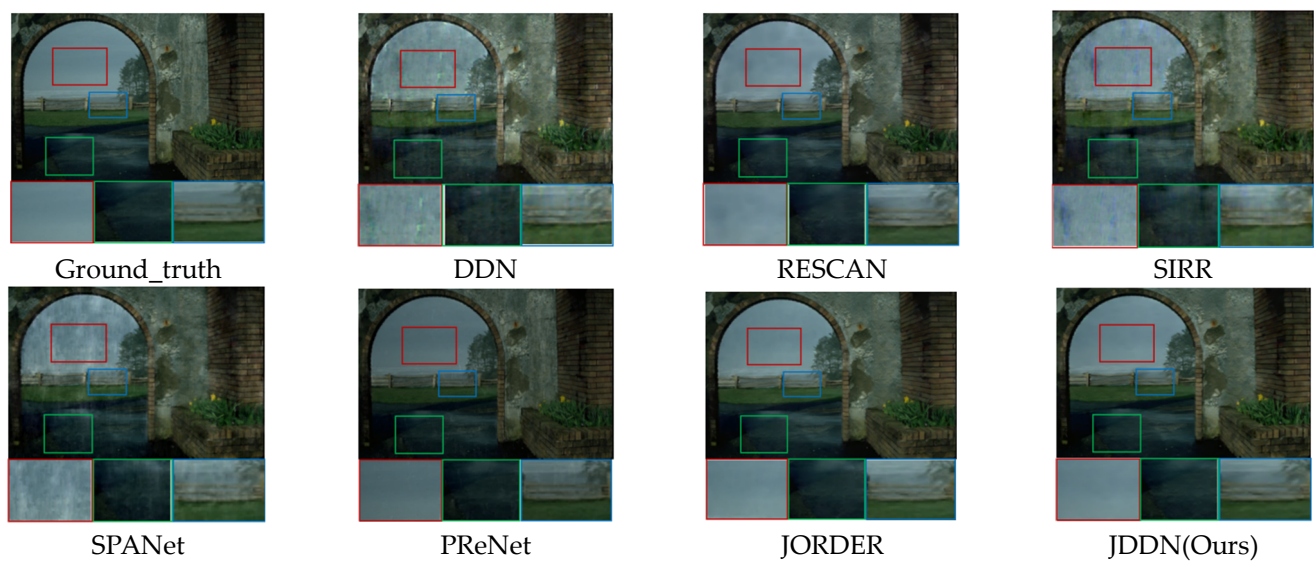 Ground_truth
DDN
RESCAN
SIRR
SPANet
PReNet
JORDER
JDDN(Ours)